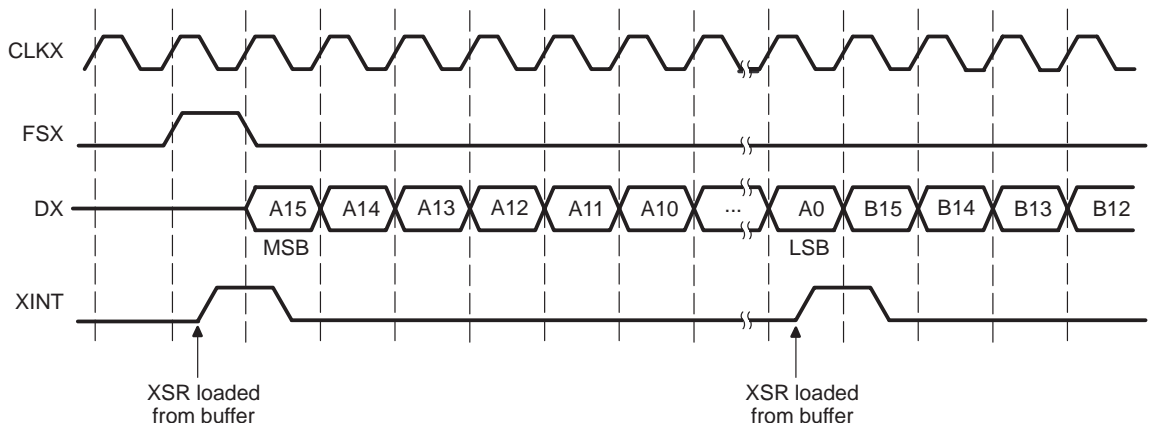 CLKX
FSX
DX
A15 A14 A13 A12 A11 A10 ... A0 B15 B14 B13 B12
MSB LSB
XINT
XSR loaded
from buffer
XSR loaded
from buffer